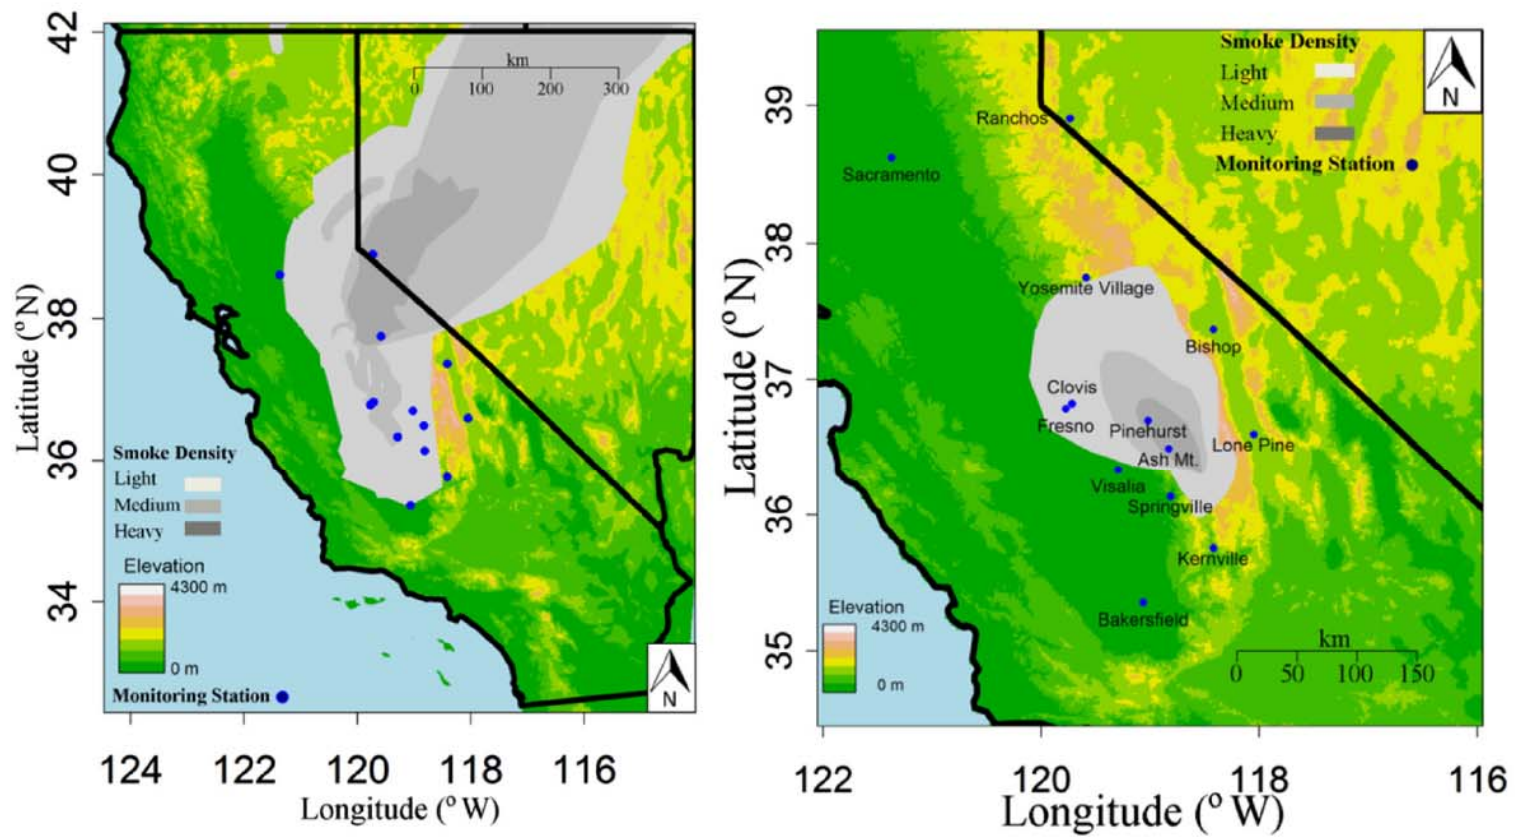 42
40
38
36
34
Latitude (° N)
km
0 100 200 300
Smoke Density
Light
Medium
Heavy
Elevation
4300 m
0 m
Monitoring Station
N
124 122 120 118 116
Longitude (° W)
39
38
37
36
35
Latitude (° N)
Smoke Density
Light
Medium
Heavy
Monitoring Station
N
Ranchos
Sacramento
Yosemite Village
Bishop
Clovis
Fresno
Pinehurst
Lone Pine
Ash Mt.
Visalia
Springville
Kernville
Bakersfield
Elevation
4300 m
0 m
km
0 50 100 150
122 120 118 116
Longitude (° W)